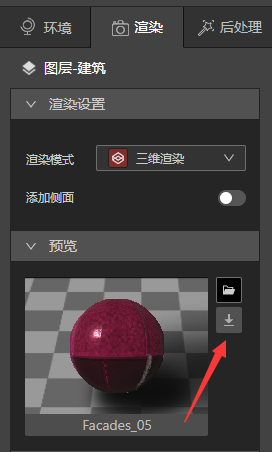 环境 渲染 后处理
图层-建筑
渲染设置
渲染模式 三维渲染
添加侧面
预览
Facades_05